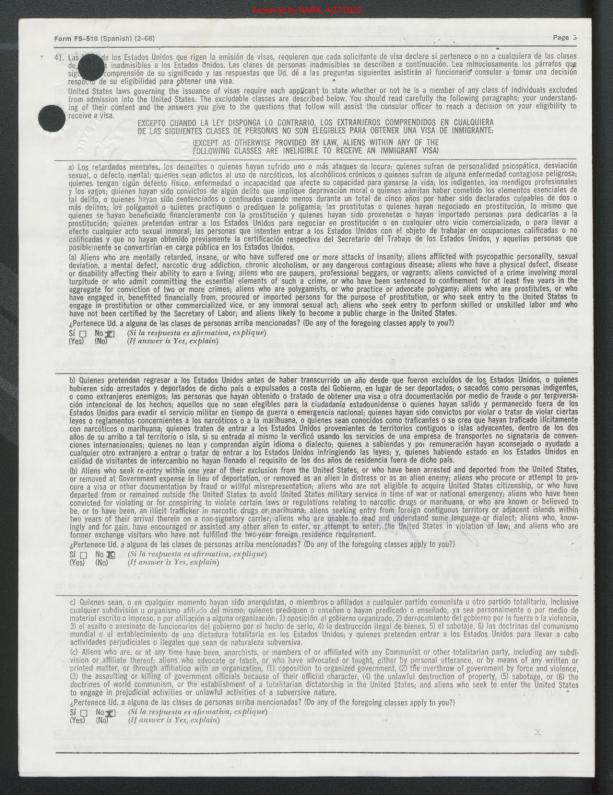 Reproduced by NARA
Form FS-510 (Spanish) (2-68) Page 3
41. Las de los Estados Unidos que rigen la emisión de visas, requieren que cada solicitante de visa declare si pertenece o no a cualquiera de las clases
de inadmisibles a los Estados Unidos. Las clases de personas inadmisibles se describen a continuación. Lea minuciosamente los párrafos que
sig comprensión de su significado y las respuestas que Ud. dé a las preguntas siguientes asistirán al funcionario consular a tomar una decisión
respecto de su eligibilidad para obtener una visa.
United States laws governing the issuance of visas require each applicant to state whether or not he is a member of any class of individuals excluded
from admission into the United States. The excludable classes are described below. You should read carefully the following paragraphs; your understand-
ing of their content and the answers you give to the questions that follow will assist the consular officer to reach a decision on your eligibility to
receive a visa.
EXCEPTO CUANDO LA LEY DISPONGA LO CONTRARIO, LOS EXTRANJEROS COMPRENDIDOS EN CUALQUIERA
DE LAS SIGUIENTES CLASES DE PERSONAS NO SON ELEGIBLES PARA OBTENER UNA VISA DE INMIGRANTE:
(EXCEPT AS OTHERWISE PROVIDED BY LAW, ALIENS WITHIN ANY OF THE
FOLLOWING CLASSES ARE INELIGIBLE TO RECEIVE AN IMMIGRANT VISA)
a) Los retardados mentales, los dementes o quienes hayan sufrido uno o más ataques de locura; quienes sufran de personalidad psicopática, desviación
sexual, o defecto mental; quienes sean adictos al uso de narcóticos, los alcohólicos crónicos o quienes sufran de alguna enfermedad contagiosa peligrosa;
quienes tengan algún defecto físico, enfermedad o incapacidad que afecte su capacidad para ganarse la vida; los indigentes, los mendigos profesionales
y los vagos; quienes hayan sido convictos de algún delito que implique depravación moral o quienes admitan haber cometido los elementos esenciales de
tal delito, o quienes hayan sido sentenciados o confinados cuando menos durante un total de cinco años por haber sido declarados culpables de dos o
más delitos; los polígamos o quienes practiquen o prediquen la poligamia; las prostitutas o quienes hayan negociado en prostitución, lo mismo que
quienes se hayan beneficiado financieramente con la prostitución y quienes hayan sido proxenetas o hayan importado personas para dedicarlas a la
prostitución; quienes pretendan entrar a los Estados Unidos para negociar en prostitución o en cualquier otro vicio comercializado, o para llevar a
efecto cualquier acto sexual inmoral; las personas que intenten entrar a los Estados Unidos con el objeto de trabajar en ocupaciones calificadas o no
calificadas y que no hayan obtenido previamente la certificación respectiva del Secretario del Trabajo de los Estados Unidos, y aquellas personas que
posiblemente se convertirían en carga pública en los Estados Unidos.
(a) Aliens who are mentally retarded, insane, or who have suffered one or more attacks of insanity; aliens afflicted with psycopathic personality, sexual
deviation, a mental defect, narcotic drug addiction, chronic alcoholism, or any dangerous contagious disease; aliens who have a physical defect, disease
or disability affecting their ability to earn a living; aliens who are paupers, professional beggars, or vagrants; aliens convicted of a crime involving moral
turpitude or who admit committing the essential elements of such a crime, or who have been sentenced to confinement for at least five years in the
aggregate for conviction of two or more crimes; aliens who are polygamists, or who practice or advocate polygamy; aliens who are prostitutes, or who
have engaged in, benefitted financially from, procured or imported persons for the purpose of prostitution, or who seek entry to the United States to
engage in prostitution or other commercialized vice, or any immoral sexual act; aliens who seek entry to perform skilled or unskilled labor and who
have not been certified by the Secretary of Labor; and aliens likely to become a public charge in the United States.
¿Pertenece Ud. a alguna de las clases de personas arriba mencionadas? (Do any of the foregoing classes apply to you?)
Sí ☐ No ☒ (Si la respuesta es afirmativa, explique)
(Yes) (No) (If answer is Yes, explain)
b) Quienes pretendan regresar a los Estados Unidos antes de haber transcurrido un año desde que fueron excluídos de los Estados Unidos, o quienes
hubieren sido arrestados y deportados de dicho país o expulsados a costa del Gobierno, en lugar de ser deportados; o sacados como personas indigentes,
o como extranjeros enemigos; las personas que hayan obtenido o tratado de obtener una visa u otra documentación por medio de fraude o por tergiversa-
ción intencional de los hechos; aquellos que no sean elegibles para la ciudadanía estadounidense o quienes hayan salido y permanecido fuera de los
Estados Unidos para evadir el servicio militar en tiempo de guerra o emergencia nacional; quienes hayan sido convictos por violar o tratar de violar ciertas
leyes o reglamentos concernientes a los narcóticos o a la marihuana, o quienes sean conocidos como traficantes o se crea que hayan traficado ilícitamente
con narcóticos o marihuana; quienes traten de entrar a los Estados Unidos provenientes de territorios contiguos o islas adyacentes, dentro de los dos
años de su arribo a tal territorio o isla, si su entrada al mismo la verificó usando los servicios de una empresa de transportes no signataria de conven-
ciones internacionales; quienes no lean y comprendan algún idioma o dialecto; quienes a sabiendas y por remuneración hayan aconsejado o ayudado a
cualquier otro extranjero a entrar o tratar de entrar a los Estados Unidos infringiendo las leyes; y, quienes habiendo estado en los Estados Unidos en
calidad de visitantes de intercambio no hayan llenado el requisito de los dos años de residencia fuera de dicho país.
(b) Aliens who seek re-entry within one year of their exclusion from the United States, or who have been arrested and deported from the United States,
or removed at Government expense in lieu of deportation, or removed as an alien in distress or as an alien enemy; aliens who procure or attempt to pro-
cure a visa or other documentation by fraud or willful misrepresentation; aliens who are not eligible to acquire United States citizenship, or who have
departed from or remained outside the United States to avoid United States military service in time of war or national emergency; aliens who have been
convicted for violating or for conspiring to violate certain laws or regulations relating to narcotic drugs or marihuana, or who are known or believed to
be, or to have been, an illicit trafficker in narcotic drugs or marihuana; aliens seeking entry from foreign contiguous territory or adjacent islands within
two years of their arrival therein on a non-signatory carrier; aliens who are unable to read and understand some language or dialect; aliens who, know-
ingly and for gain, have encouraged or assisted any other alien to enter, or attempt to enter, the United States in violation of law; and aliens who are
former exchange visitors who have not fulfilled the two-year foreign residence requirement.
¿Pertenece Ud. a alguna de las clases de personas arriba mencionadas? (Do any of the foregoing classes apply to you?)
Sí ☐ No ☒ (Si la respuesta es afirmativa, explique)
(Yes) (No) (If answer is Yes, explain)
c) Quienes sean, o en cualquier momento hayan sido anarquistas, o miembros o afiliados a cualquier partido comunista u otro partido totalitario, inclusive
cualquier subdivisión u organismo afiliado del mismo; quienes prediquen o enseñen o hayan predicado o enseñado, ya sea personalmente o por medio de
material escrito o impreso, o por afiliación a alguna organización: 1) oposición al gobierno organizado, 2) derrocamiento del gobierno por la fuerza o la violencia,
3) el asalto o asesinato de funcionarios del gobierno por el hecho de serlo, 4) la destrucción ilegal de bienes, 5) el sabotaje, 6) las doctrinas del comunismo
mundial o el establecimiento de una dictadura totalitaria en los Estados Unidos; y quienes pretendan entrar a los Estados Unidos para llevar a cabo
actividades perjudiciales o ilegales que sean de naturaleza subversiva.
(c) Aliens who are, or at any time have been, anarchists, or members of or affiliated with any Communist or other totalitarian party, including any subdi-
vision or affiliate thereof; aliens who advocate or teach, or who have advocated or taught, either by personal utterance, or by means of any written or
printed matter, or through affiliation with an organization, (1) opposition to organized government, (2) the overthrow of government by force and violence,
(3) the assaulting or killing of government officials because of their official character, (4) the unlawful destruction of property, (5) sabotage, or (6) the
doctrines of world communism, or the establishment of a totalitarian dictatorship in the United States; and aliens who seek to enter the United States
to engage in prejudicial activities or unlawful activities of a subversive nature.
¿Pertenece Ud. a alguna de las clases de personas arriba mencionadas? (Do any of the foregoing classes apply to you?)
Sí ☐ No ☒ (Si la respuesta es afirmativa, explique)
(Yes) (No) (If answer is Yes, explain)
X